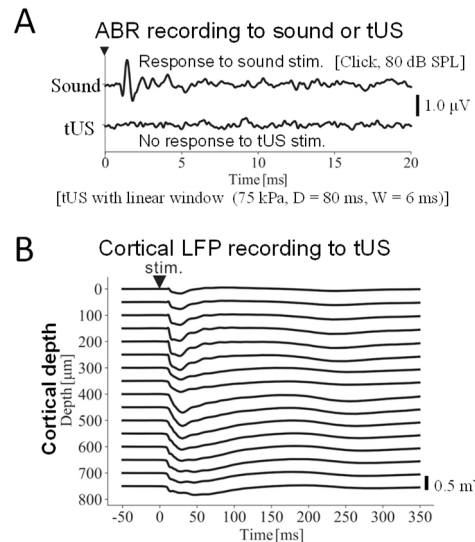 A
ABR recording to sound or tUS
Response to sound stim. [Click, 80 dB SPL]
Sound
1.0 μV
tUS
No response to tUS stim.
0 5 10 15 20
Time [ms]
[tUS with linear window (75 kPa, D = 80 ms, W = 6 ms)]
B
Cortical LFP recording to tUS
stim.
Cortical depth
Depth [μm]
0
100
200
300
400
500
600
700
800
0.5 m
-50 0 50 100 150 200 250 300 350
Time [ms]